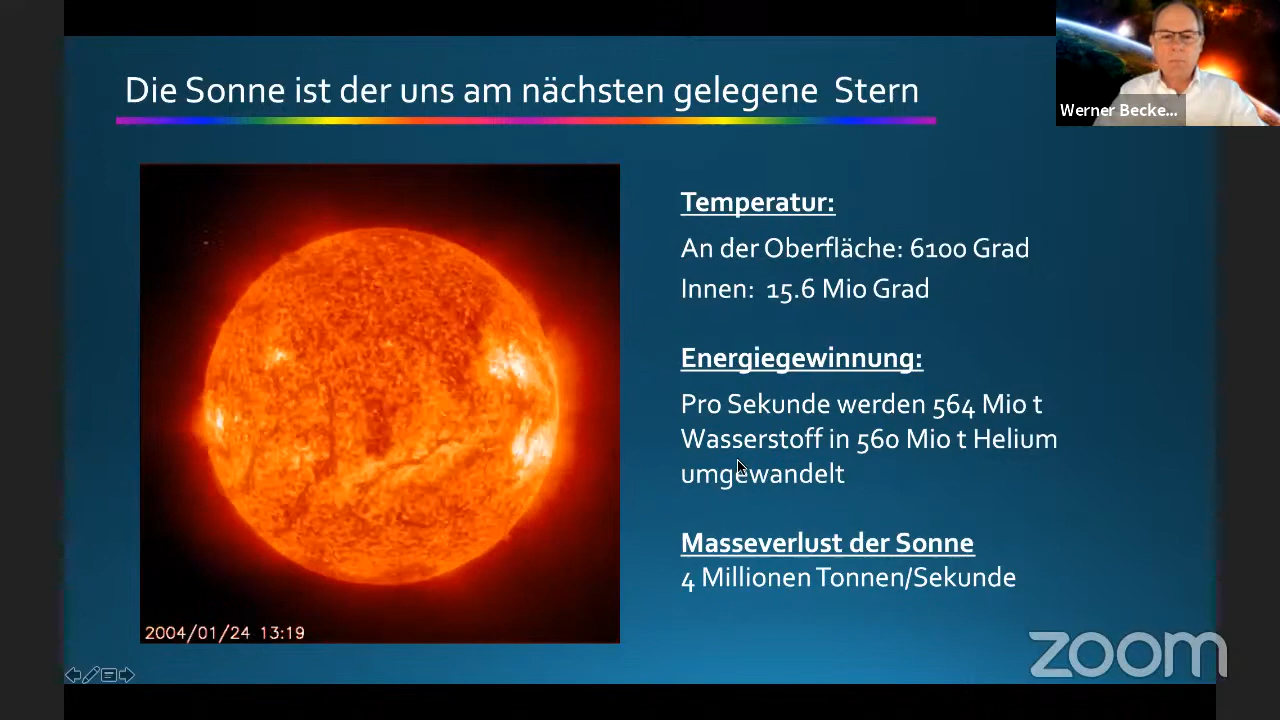 Die Sonne ist der uns am nächsten gelegene Stern
Werner Becke...
Temperatur:
An der Oberfläche: 6100 Grad
Innen: 15.6 Mio Grad
Energiegewinnung:
Pro Sekunde werden 564 Mio t
Wasserstoff in 560 Mio t Helium
umgewandelt
Masseverlust der Sonne
4 Millionen Tonnen/Sekunde
2004/01/24 13:19
zoom